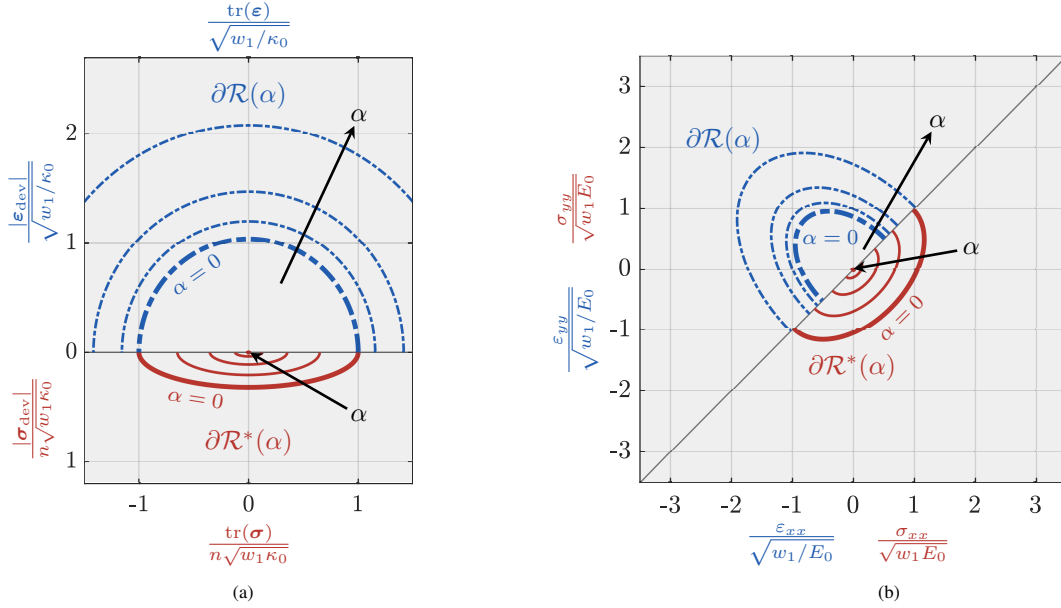 tr(ε)
√w₁/κ₀
∂R(α)
α
|ε_dev|
√w₁/κ₀
α = 0
2
1
0
1
α = 0
α
|σ_dev|
n√w₁κ₀
∂R*(α)
-1 0 1
tr(σ)
n√w₁κ₀
(a)
3
2
1
0
-1
-2
-3
∂R(α)
α
σ_yy
√w₁E₀
α = 0
α
ε_yy
√w₁/E₀
α = 0
∂R*(α)
-3 -2 -1 0 1 2 3
ε_xx
√w₁/E₀
σ_xx
√w₁E₀
(b)